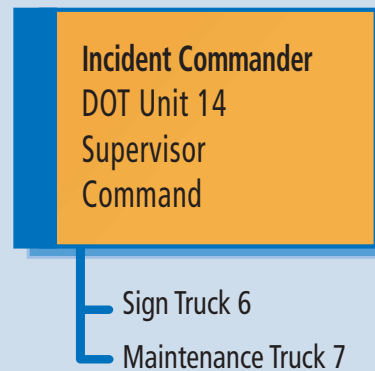 Incident Commander
DOT Unit 14
Supervisor
Command
Sign Truck 6
Maintenance Truck 7